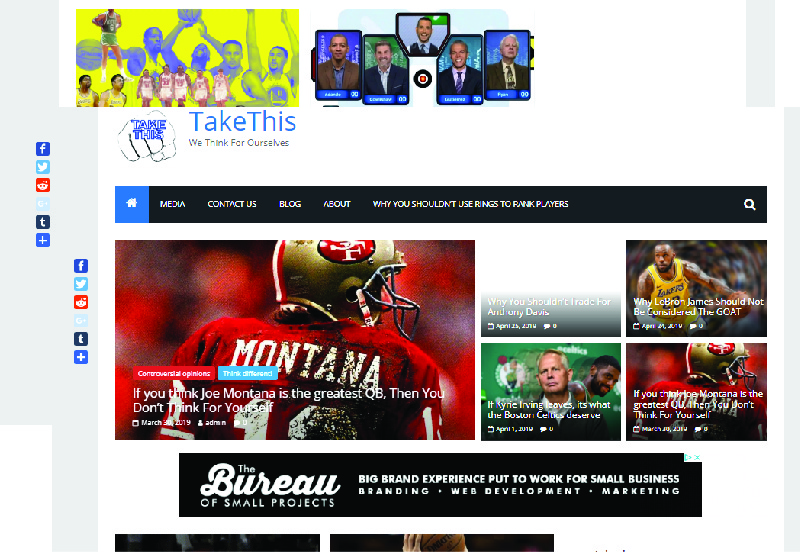 TAKE
THIS
TakeThis
We Think For Ourselves
MEDIA CONTACT US BLOG ABOUT WHY YOU SHOULDN'T USE RINGS TO RANK PLAYERS
MONTANA
Controversial opinions Think different!
If you think Joe Montana is the greatest QB, Then You
Don't Think For Yourself
March 30, 2019 admin 0
Why You Shouldn't Trade For
Anthony Davis
April 25, 2019 0
Why LeBron James Should Not
Be Considered The GOAT
April 24, 2019 0
celtics
If Kyrie Irving leaves, its what
the Boston Celtics deserve
April 1, 2019 0
If you think Joe Montana is the
greatest QB, Then You Don't
Think For Yourself
March 30, 2019 0
The
Bureau
OF SMALL PROJECTS
BIG BRAND EXPERIENCE PUT TO WORK FOR SMALL BUSINESS
BRANDING • WEB DEVELOPMENT • MARKETING